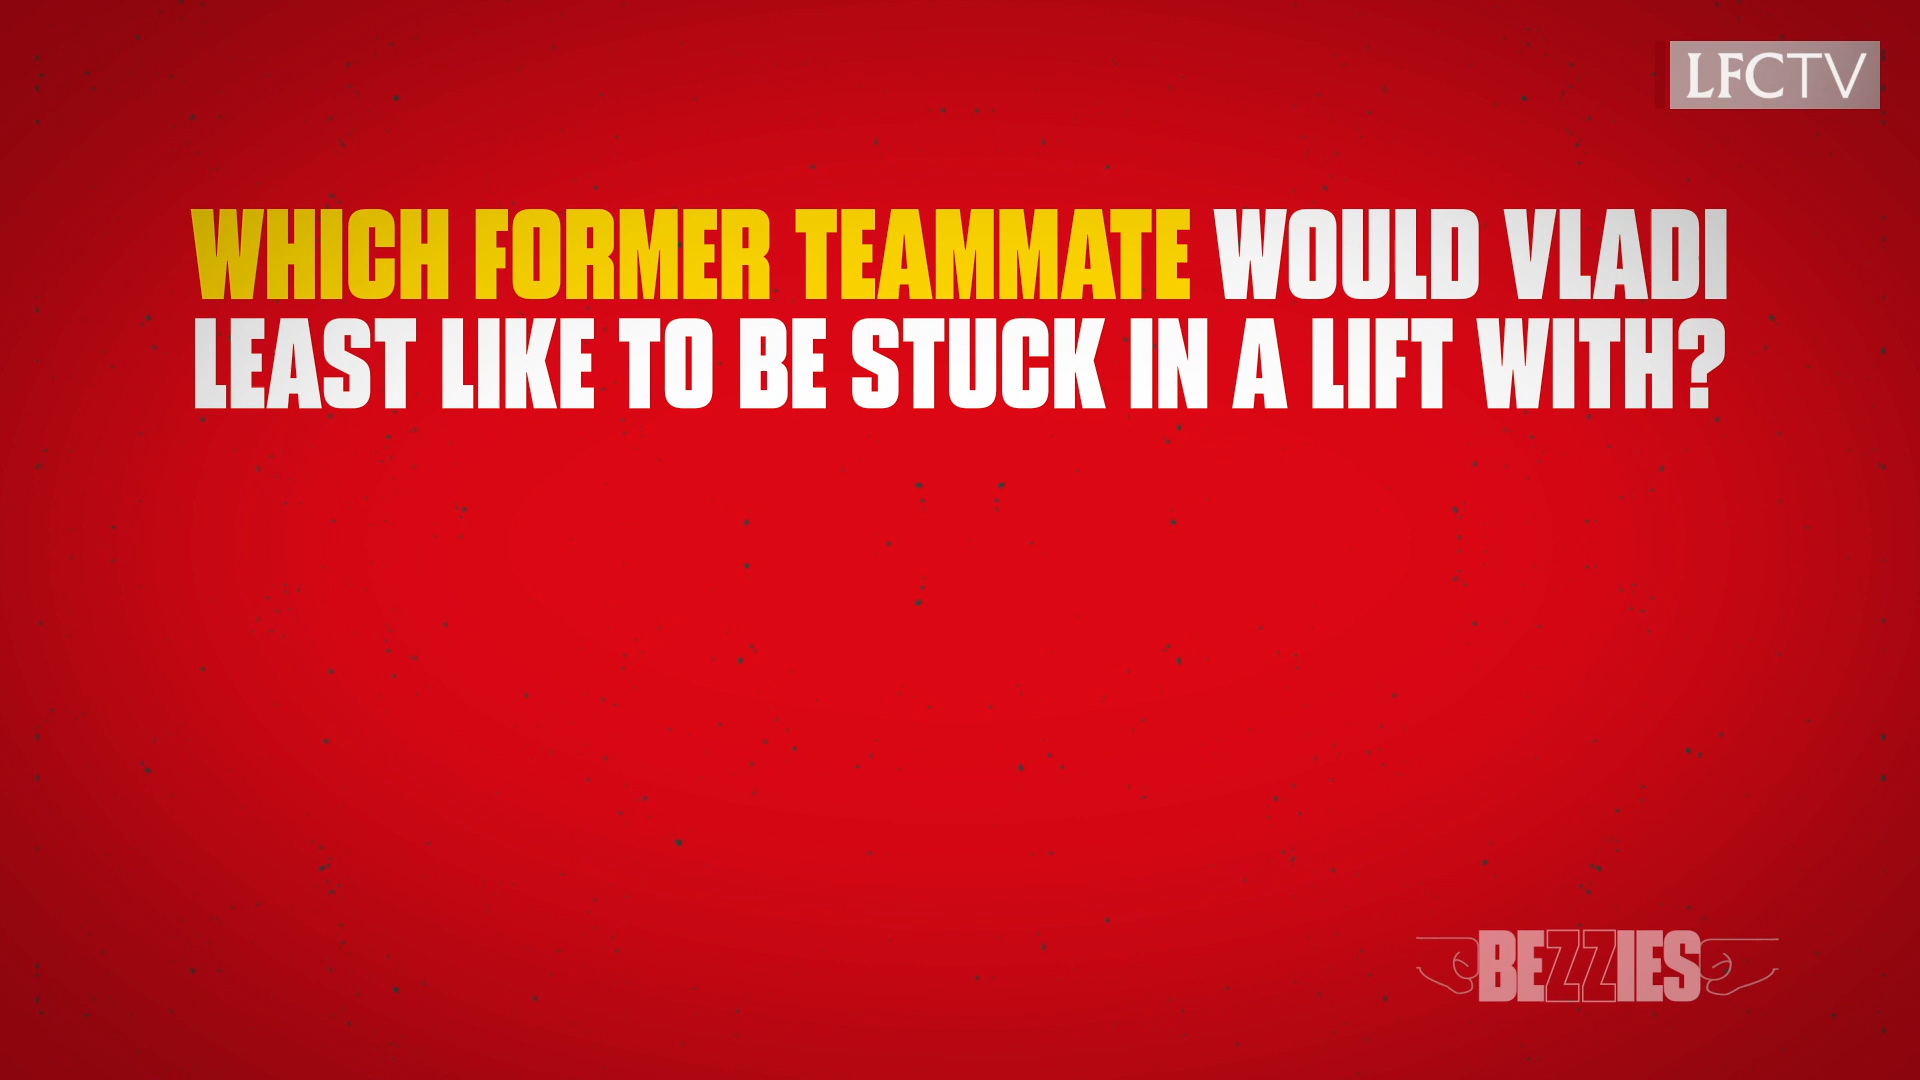 LFCTV
WHICH FORMER TEAMMATE WOULD VLADI
LEAST LIKE TO BE STUCK IN A LIFT WITH?
BEZZIES